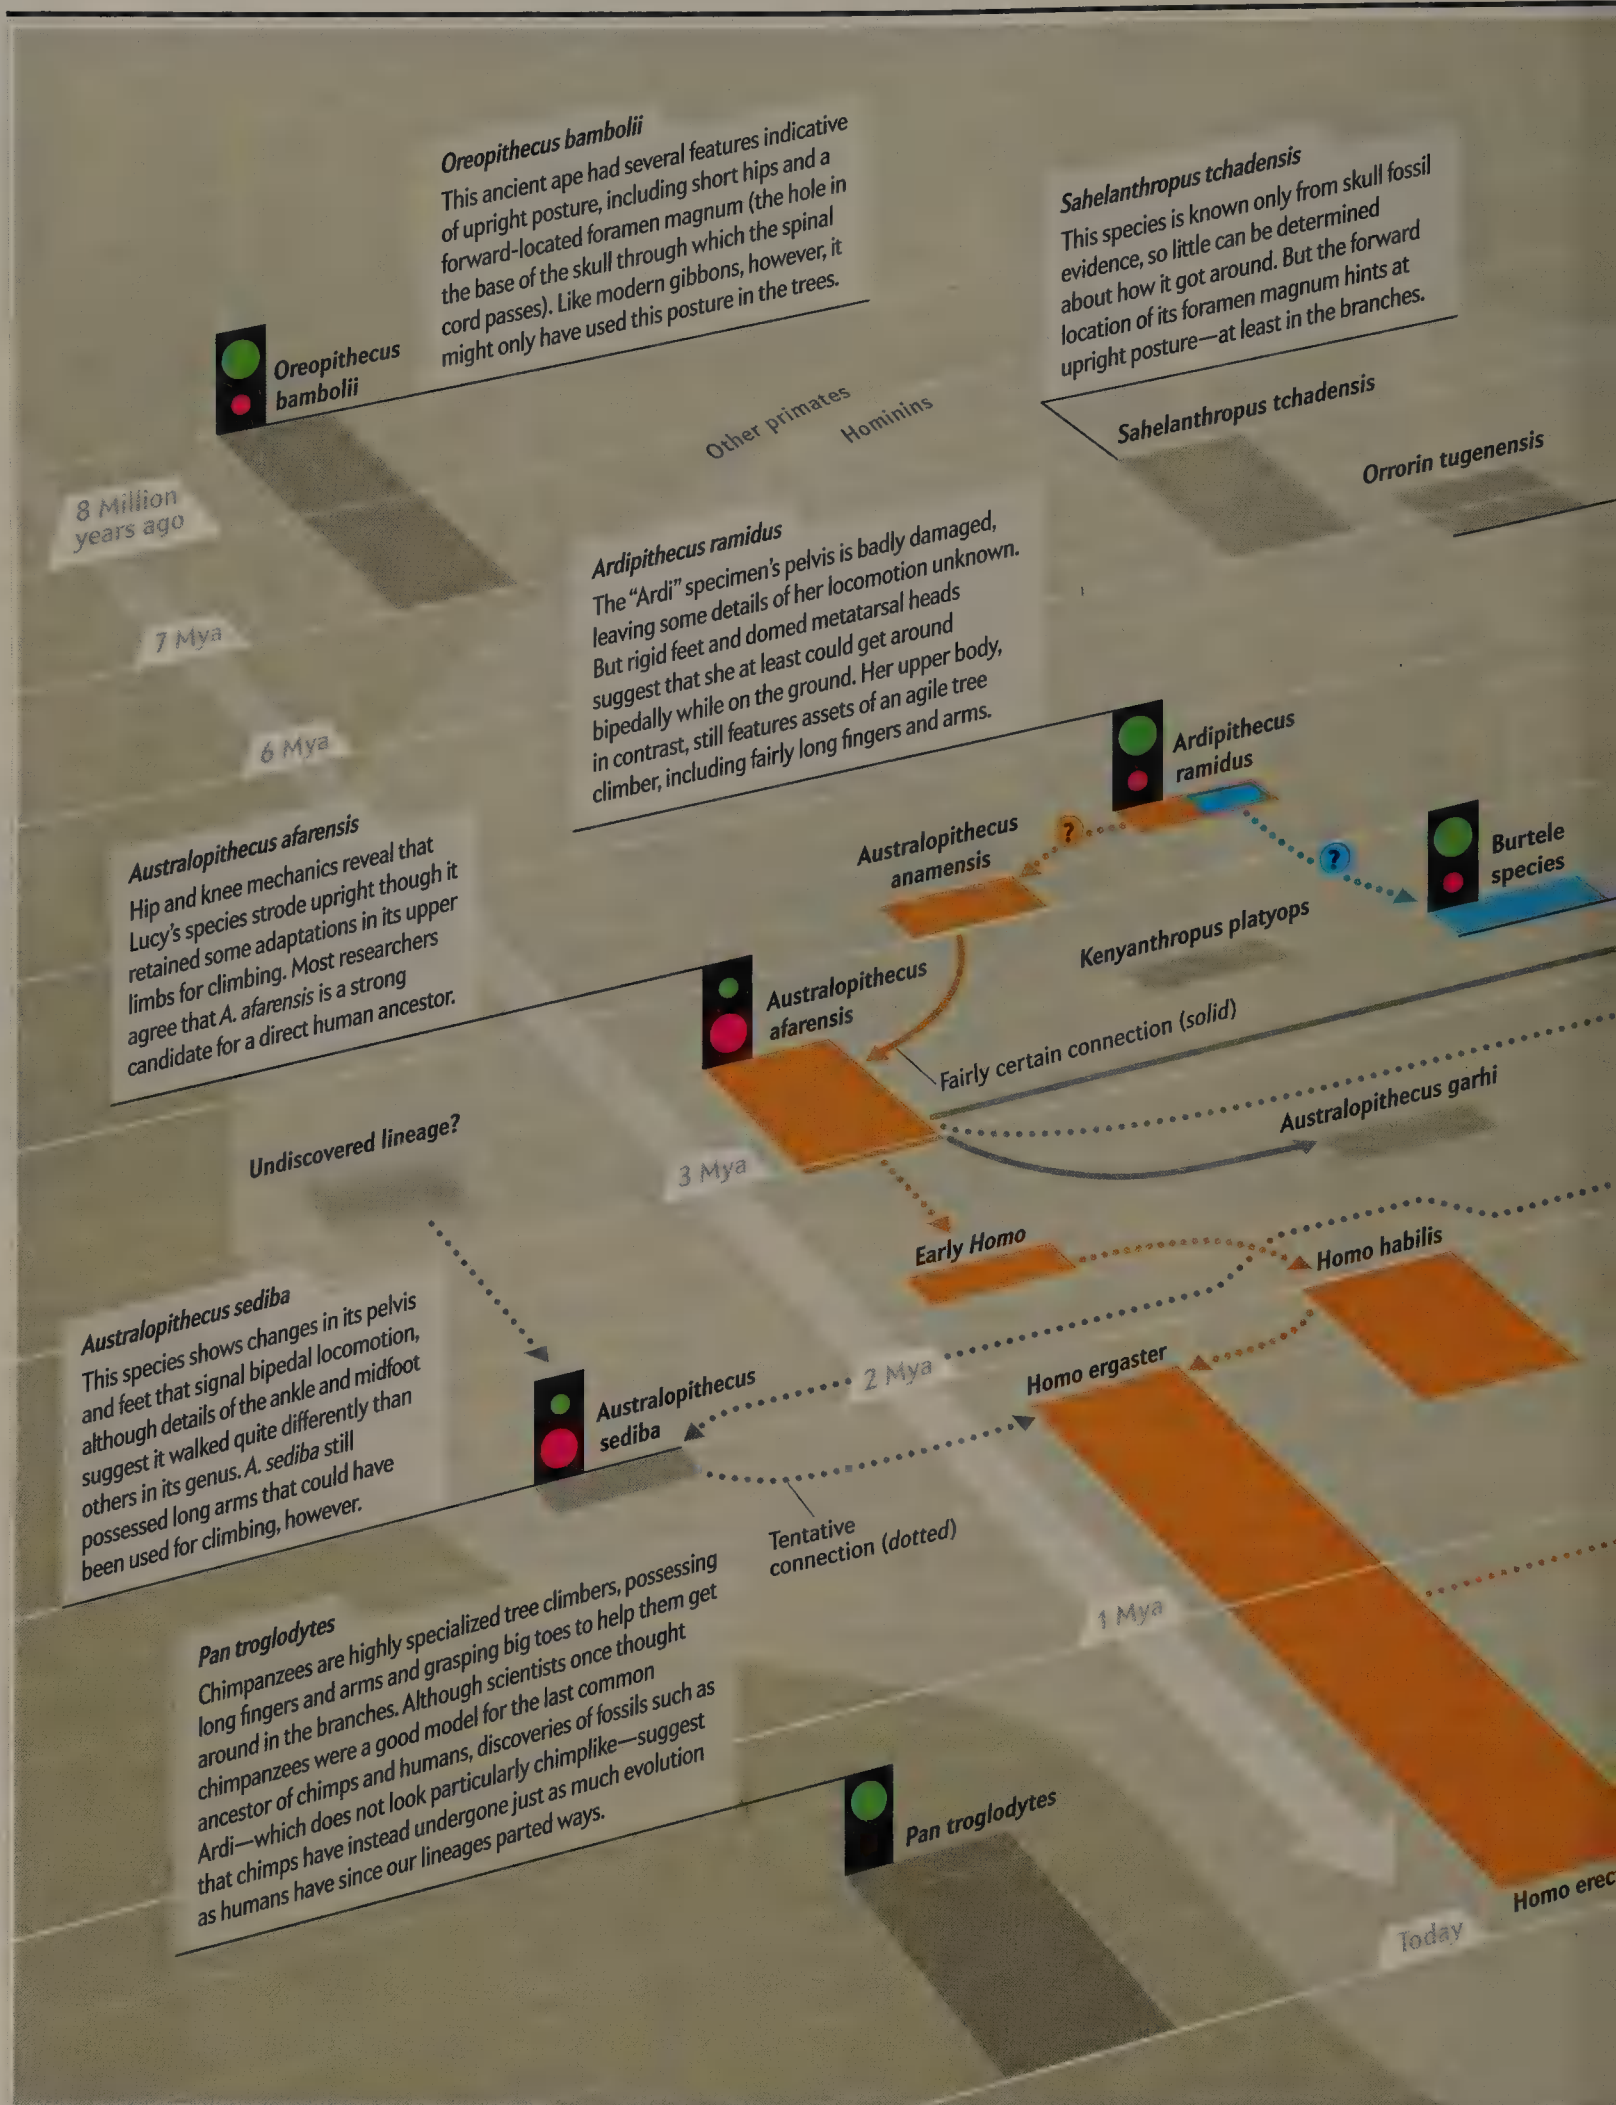 Oreopithecus bambolii
This ancient ape had several features indicative
of upright posture, including short hips and a
forward-located foramen magnum (the hole in
the base of the skull through which the spinal
cord passes). Like modern gibbons, however, it
might only have used this posture in the trees.
Sahelanthropus tchadensis
This species is known only from skull fossil
evidence, so little can be determined
about how it got around. But the forward
location of its foramen magnum hints at
upright posture—at least in the branches.
Oreopithecus
bambolii
Other primates
Hominins
Sahelanthropus tchadensis
Orrorin tugenensis
8 Million
years ago
Ardipithecus ramidus
The “Ardi” specimen’s pelvis is badly damaged,
leaving some details of her locomotion unknown.
But rigid feet and domed metatarsal heads
suggest that she at least could get around
bipedally while on the ground. Her upper body,
in contrast, still features assets of an agile tree
climber, including fairly long fingers and arms.
7 Mya
6 Mya
Ardipithecus
ramidus
Australopithecus afarensis
Hip and knee mechanics reveal that
Lucy’s species strode upright though it
retained some adaptations in its upper
limbs for climbing. Most researchers
agree that A. afarensis is a strong
candidate for a direct human ancestor.
Australopithecus
anamensis
?
?
Burtele
species
Kenyanthropus platyops
Australopithecus
afarensis
Fairly certain connection (solid)
Australopithecus garhi
Undiscovered lineage?
3 Mya
Early Homo
Homo habilis
Australopithecus sediba
This species shows changes in its pelvis
and feet that signal bipedal locomotion,
although details of the ankle and midfoot
suggest it walked quite differently than
others in its genus. A. sediba still
possessed long arms that could have
been used for climbing, however.
Australopithecus
sediba
2 Mya
Homo ergaster
Tentative
connection (dotted)
1 Mya
Pan troglodytes
Chimpanzees are highly specialized tree climbers, possessing
long fingers and arms and grasping big toes to help them get
around in the branches. Although scientists once thought
chimpanzees were a good model for the last common
ancestor of chimps and humans, discoveries of fossils such as
Ardi—which does not look particularly chimplike—suggest
that chimps have instead undergone just as much evolution
as humans have since our lineages parted ways.
Pan troglodytes
Homo erec
Today